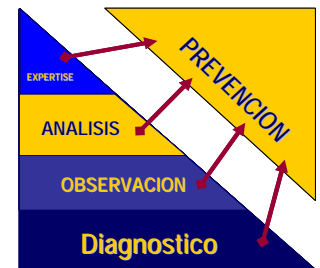 PREVENCION
EXPERTISE
ANALISIS
OBSERVACION
Diagnostico